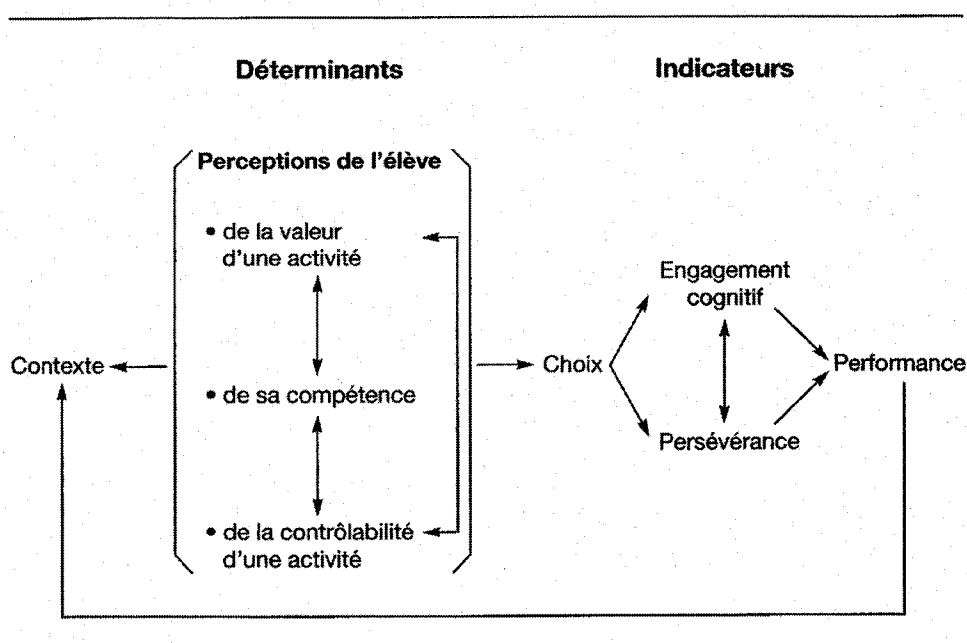 Déterminants
Indicateurs
Perceptions de l'élève
• de la valeur
d'une activité
Engagement
cognitif
Contexte
Choix
Performance
• de sa compétence
Persévérance
• de la contrôlabilité
d'une activité